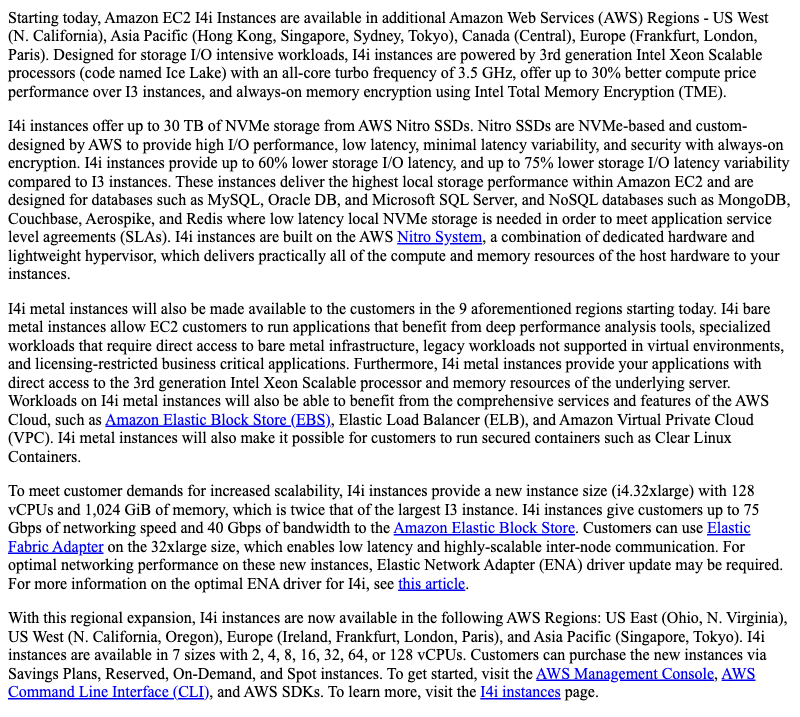 Starting today, Amazon EC2 I4i Instances are available in additional Amazon Web Services (AWS) Regions - US West
(N. California), Asia Pacific (Hong Kong, Singapore, Sydney, Tokyo), Canada (Central), Europe (Frankfurt, London,
Paris). Designed for storage I/O intensive workloads, I4i instances are powered by 3rd generation Intel Xeon Scalable
processors (code named Ice Lake) with an all-core turbo frequency of 3.5 GHz, offer up to 30% better compute price
performance over I3 instances, and always-on memory encryption using Intel Total Memory Encryption (TME).
I4i instances offer up to 30 TB of NVMe storage from AWS Nitro SSDs. Nitro SSDs are NVMe-based and custom-
designed by AWS to provide high I/O performance, low latency, minimal latency variability, and security with always-on
encryption. I4i instances provide up to 60% lower storage I/O latency, and up to 75% lower storage I/O latency variability
compared to I3 instances. These instances deliver the highest local storage performance within Amazon EC2 and are
designed for databases such as MySQL, Oracle DB, and Microsoft SQL Server, and NoSQL databases such as MongoDB,
Couchbase, Aerospike, and Redis where low latency local NVMe storage is needed in order to meet application service
level agreements (SLAs). I4i instances are built on the AWS Nitro System, a combination of dedicated hardware and
lightweight hypervisor, which delivers practically all of the compute and memory resources of the host hardware to your
instances.
I4i metal instances will also be made available to the customers in the 9 aforementioned regions starting today. I4i bare
metal instances allow EC2 customers to run applications that benefit from deep performance analysis tools, specialized
workloads that require direct access to bare metal infrastructure, legacy workloads not supported in virtual environments,
and licensing-restricted business critical applications. Furthermore, I4i metal instances provide your applications with
direct access to the 3rd generation Intel Xeon Scalable processor and memory resources of the underlying server.
Workloads on I4i metal instances will also be able to benefit from the comprehensive services and features of the AWS
Cloud, such as Amazon Elastic Block Store (EBS), Elastic Load Balancer (ELB), and Amazon Virtual Private Cloud
(VPC). I4i metal instances will also make it possible for customers to run secured containers such as Clear Linux
Containers.
To meet customer demands for increased scalability, I4i instances provide a new instance size (i4.32xlarge) with 128
vCPUs and 1,024 GiB of memory, which is twice that of the largest I3 instance. I4i instances give customers up to 75
Gbps of networking speed and 40 Gbps of bandwidth to the Amazon Elastic Block Store. Customers can use Elastic
Fabric Adapter on the 32xlarge size, which enables low latency and highly-scalable inter-node communication. For
optimal networking performance on these new instances, Elastic Network Adapter (ENA) driver update may be required.
For more information on the optimal ENA driver for I4i, see this article.
With this regional expansion, I4i instances are now available in the following AWS Regions: US East (Ohio, N. Virginia),
US West (N. California, Oregon), Europe (Ireland, Frankfurt, London, Paris), and Asia Pacific (Singapore, Tokyo). I4i
instances are available in 7 sizes with 2, 4, 8, 16, 32, 64, or 128 vCPUs. Customers can purchase the new instances via
Savings Plans, Reserved, On-Demand, and Spot instances. To get started, visit the AWS Management Console, AWS
Command Line Interface (CLI), and AWS SDKs. To learn more, visit the I4i instances page.